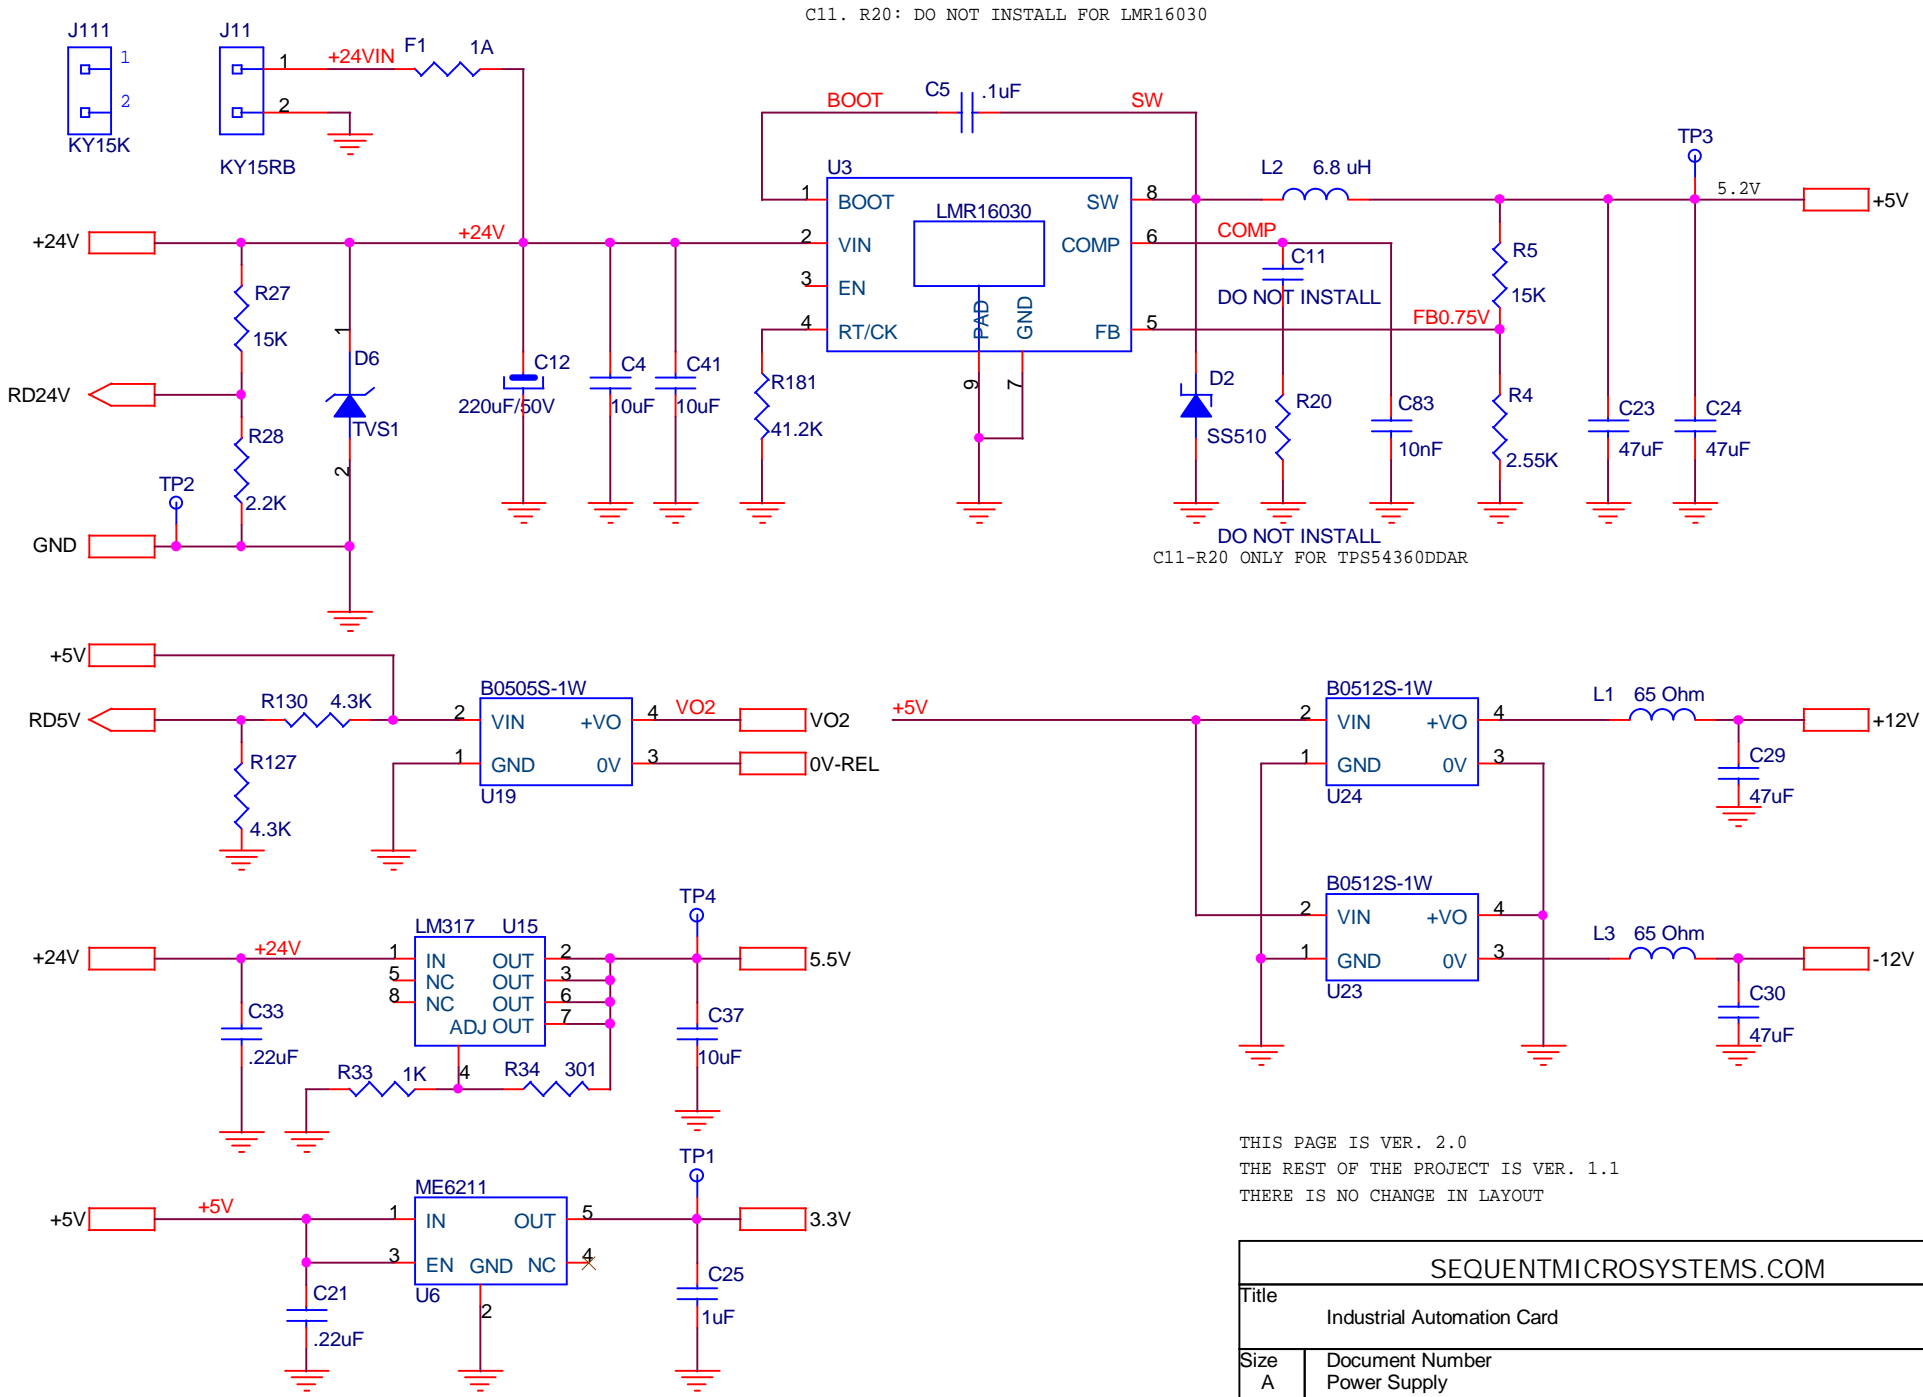 C11. R20: DO NOT INSTALL FOR LMR16030
J111
1
2
KY15K
J11
1
2
KY15RB
+24VIN
F1 1A
BOOT
C5 .1uF
SW
U3
LMR16030
1 BOOT
2 VIN
3 EN
4 RT/CK
SW 8
COMP 6
FB 5
PAD 9
GND 7
L2 6.8 uH
TP3
5.2V
+5V
+24V
+24V
R27
15K
RD24V
R28
2.2K
TP2
GND
1
D6
TVS1
2
C12
220uF/50V
C4
10uF
C41
10uF
R181
41.2K
COMP
C11
DO NOT INSTALL
FB0.75V
D2
SS510
R20
C83
10nF
R5
15K
R4
2.55K
C23
47uF
C24
47uF
DO NOT INSTALL
C11-R20 ONLY FOR TPS54360DDAR
+5V
RD5V
R130 4.3K
R127
4.3K
B0505S-1W
2 VIN +VO 4
1 GND 0V 3
U19
VO2
VO2
0V-REL
+5V
B0512S-1W
2 VIN +VO 4
1 GND 0V 3
U24
L1 65 Ohm
+12V
C29
47uF
B0512S-1W
2 VIN +VO 4
1 GND 0V 3
U23
L3 65 Ohm
-12V
C30
47uF
+24V
+24V
C33
.22uF
LM317 U15
1 IN OUT 2
5 NC OUT 3
8 NC OUT 6
ADJ OUT 7
4
R33 1K
R34 301
TP4
5.5V
C37
10uF
+5V
+5V
C21
.22uF
ME6211
1 IN OUT 5
3 EN GND NC 4
U6
2
TP1
3.3V
C25
1uF
THIS PAGE IS VER. 2.0
THE REST OF THE PROJECT IS VER. 1.1
THERE IS NO CHANGE IN LAYOUT
SEQUENTMICROSYSTEMS.COM
Title
Industrial Automation Card
Size
A
Document Number
Power Supply